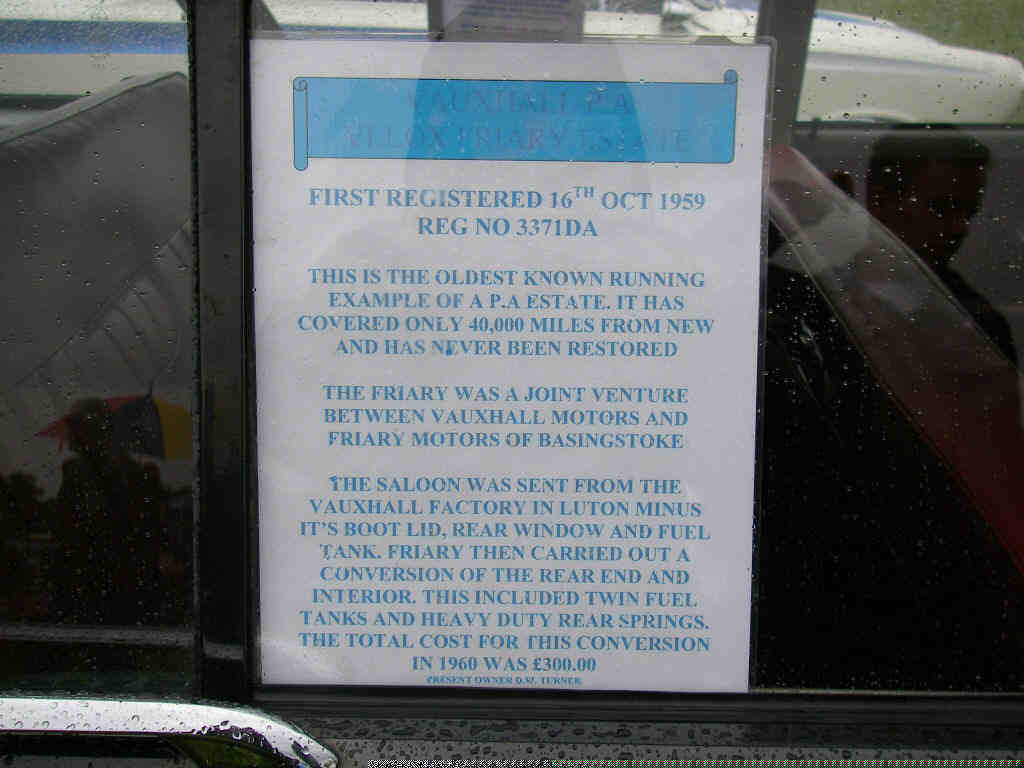 VAUXHALL P.A
VELOX FRIARY ESTATE
FIRST REGISTERED 16TH OCT 1959
REG NO 3371DA
THIS IS THE OLDEST KNOWN RUNNING
EXAMPLE OF A P.A ESTATE. IT HAS
COVERED ONLY 40,000 MILES FROM NEW
AND HAS NEVER BEEN RESTORED
THE FRIARY WAS A JOINT VENTURE
BETWEEN VAUXHALL MOTORS AND
FRIARY MOTORS OF BASINGSTOKE
THE SALOON WAS SENT FROM THE
VAUXHALL FACTORY IN LUTON MINUS
IT'S BOOT LID, REAR WINDOW AND FUEL
TANK. FRIARY THEN CARRIED OUT A
CONVERSION OF THE REAR END AND
INTERIOR. THIS INCLUDED TWIN FUEL
TANKS AND HEAVY DUTY REAR SPRINGS.
THE TOTAL COST FOR THIS CONVERSION
IN 1960 WAS £300.00
PRESENT OWNER D.W. TURNER